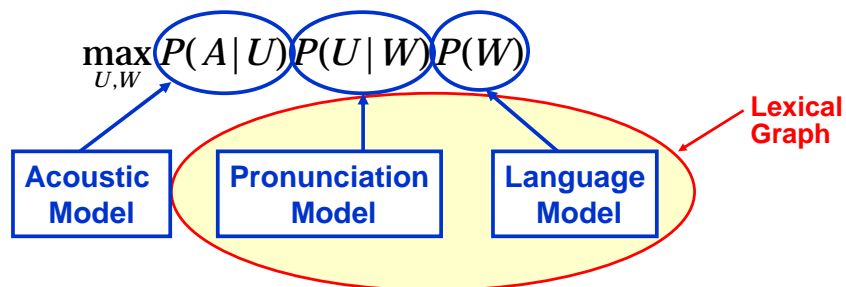 max P(A|U)P(U|W)P(W)
U,W
Lexical
Graph
Acoustic
Model
Pronunciation
Model
Language
Model